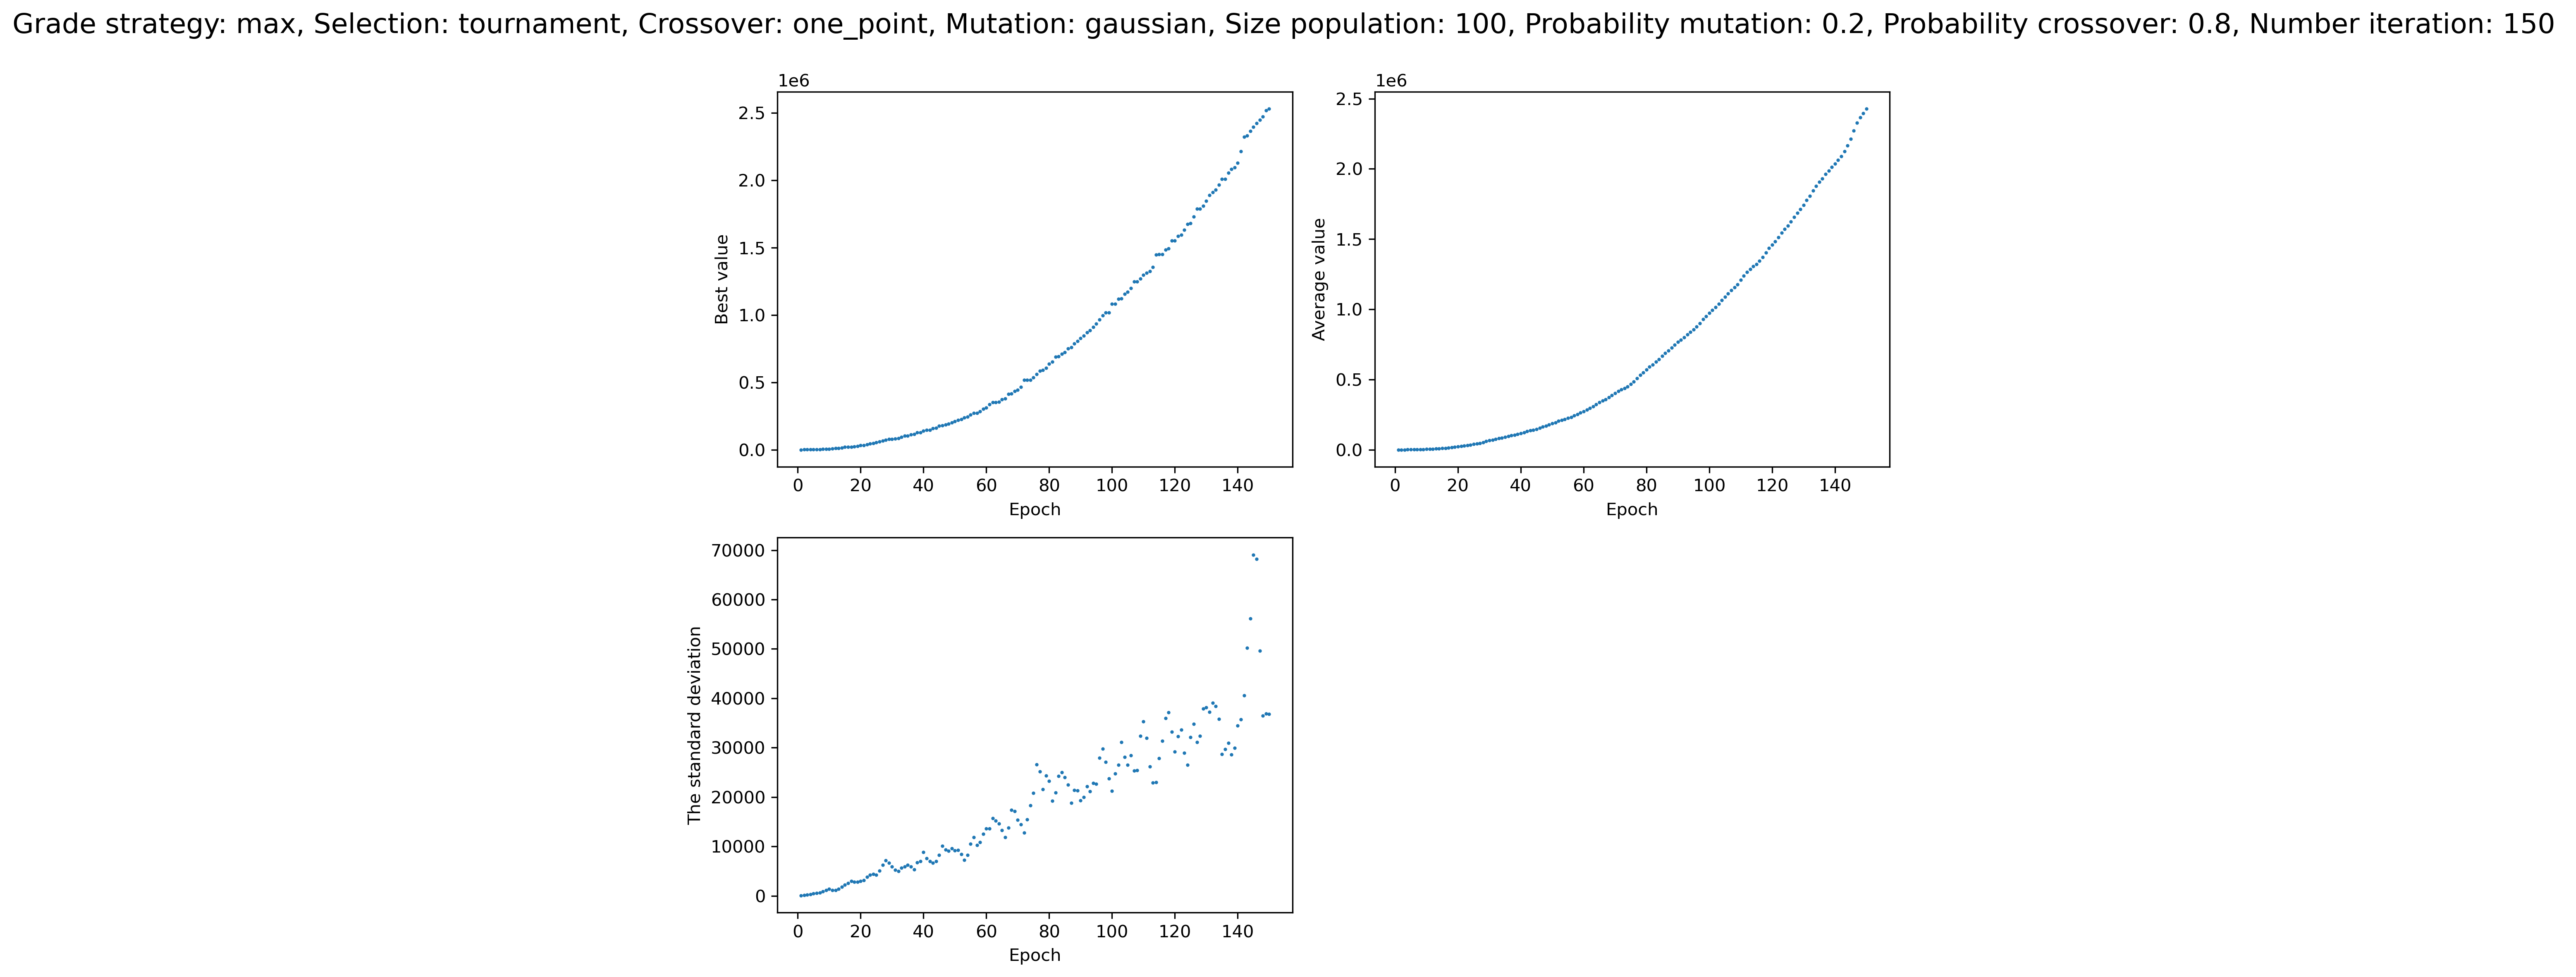 Grade strategy: max, Selection: tournament, Crossover: one_point, Mutation: gaussian, Size population: 100, Probability mutation: 0.2, Probability crossover: 0.8, Number iteration: 150
1e6
2.5
2.0
1.5
1.0
0.5
0.0
Best value
0 20 40 60 80 100 120 140
Epoch
1e6
2.5
2.0
1.5
1.0
0.5
0.0
Average value
0 20 40 60 80 100 120 140
Epoch
70000
60000
50000
40000
30000
20000
10000
0
The standard deviation
0 20 40 60 80 100 120 140
Epoch